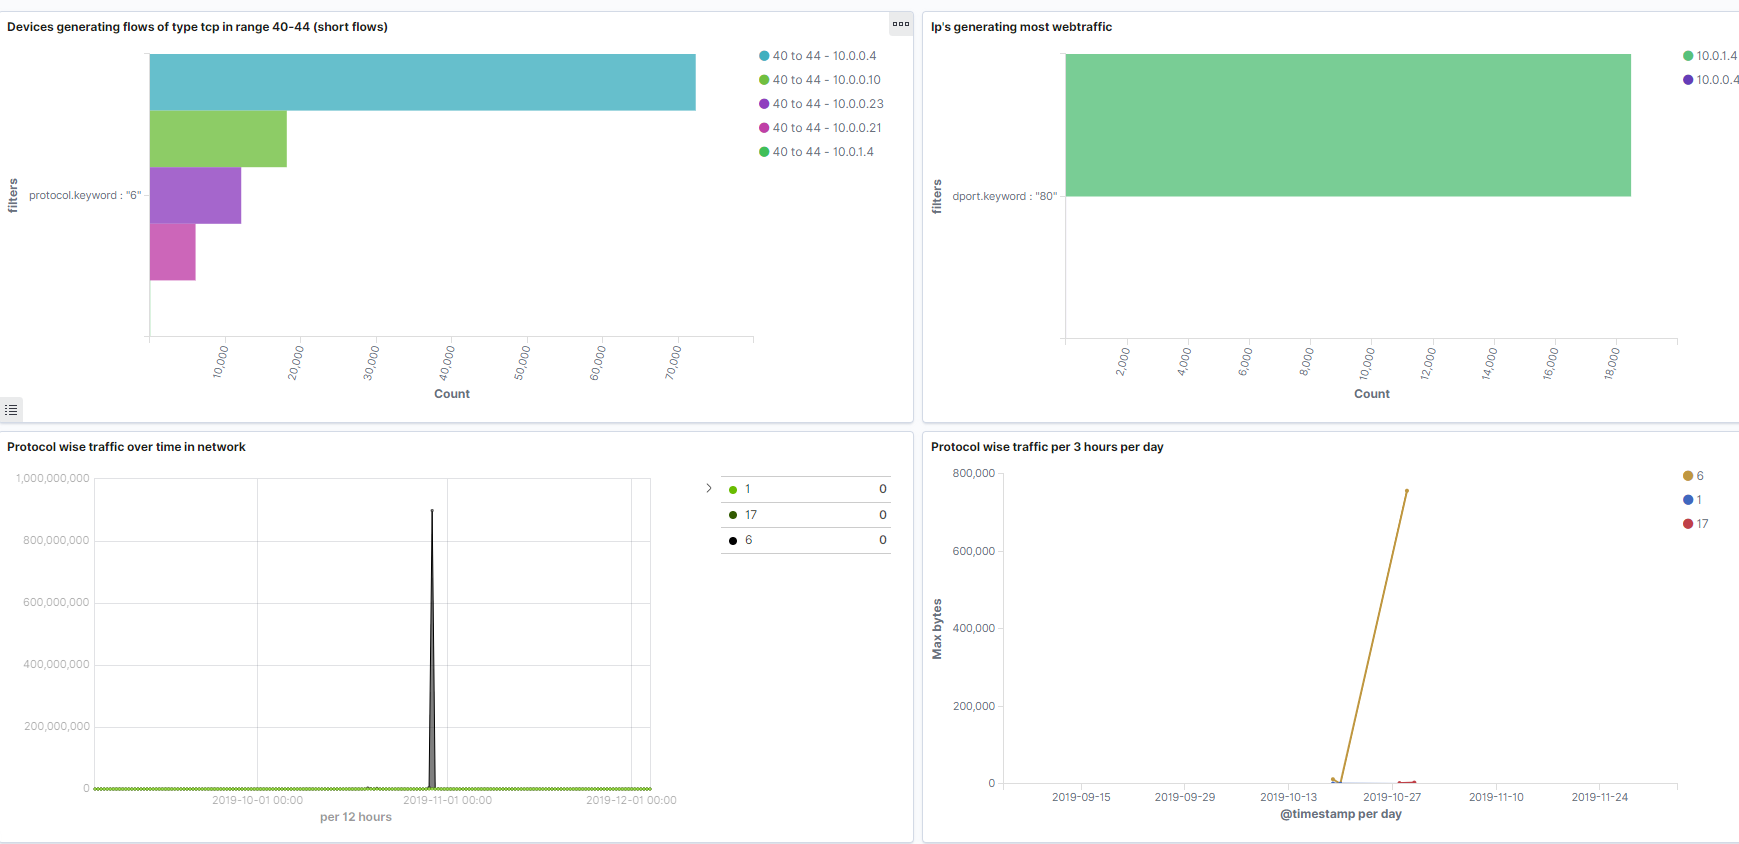 Devices generating flows of type tcp in range 40-44 (short flows)
40 to 44 - 10.0.0.4
40 to 44 - 10.0.0.10
40 to 44 - 10.0.0.23
40 to 44 - 10.0.0.21
40 to 44 - 10.0.1.4
filters
protocol.keyword : "6"
10,000
20,000
30,000
40,000
50,000
60,000
70,000
Count
Ip's generating most webtraffic
10.0.1.4
10.0.0.4
filters
dport.keyword : "80"
2,000
4,000
6,000
8,000
10,000
12,000
14,000
16,000
18,000
Count
Protocol wise traffic over time in network
1,000,000,000
800,000,000
600,000,000
400,000,000
200,000,000
0
2019-10-01 00:00
2019-11-01 00:00
2019-12-01 00:00
per 12 hours
1 0
17 0
6 0
Protocol wise traffic per 3 hours per day
800,000
600,000
400,000
200,000
0
Max bytes
2019-09-15
2019-09-29
2019-10-13
2019-10-27
2019-11-10
2019-11-24
@timestamp per day
6
1
17